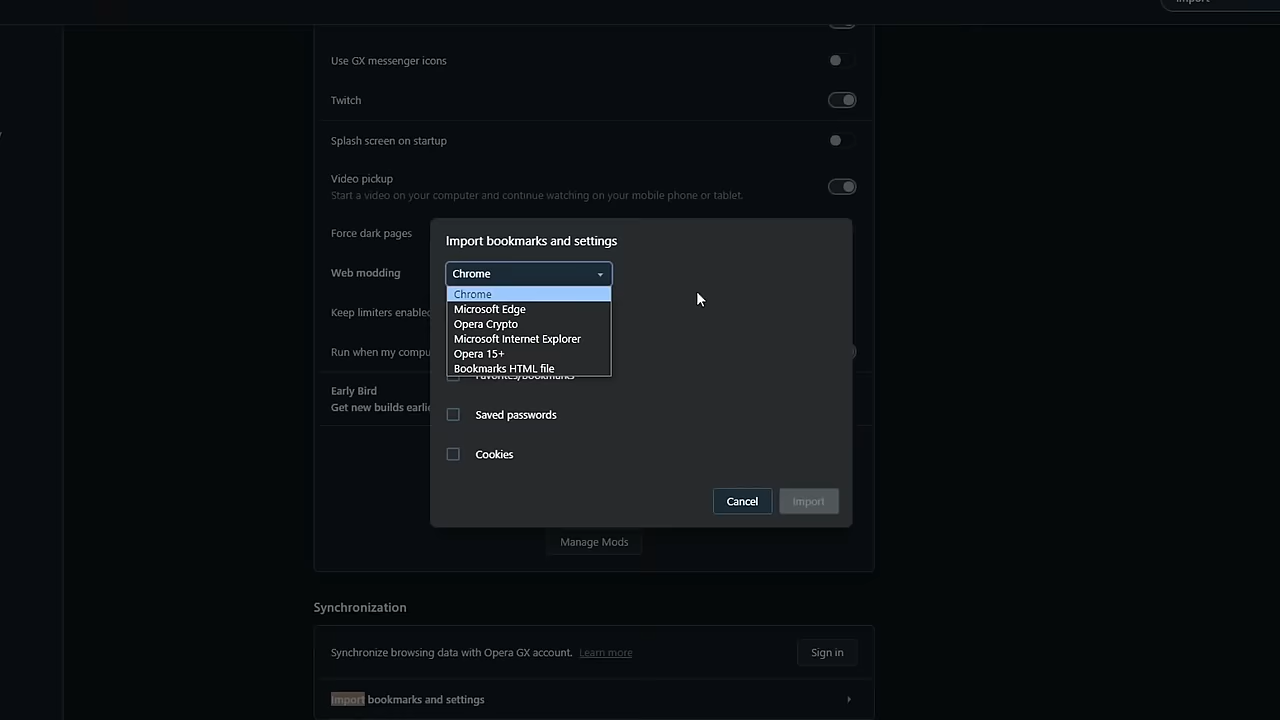 Import
Use GX messenger icons
Twitch
Splash screen on startup
Video pickup
Start a video on your computer and continue watching on your mobile phone or tablet.
Force dark pages
Import bookmarks and settings
Web modding
Chrome
Chrome
Microsoft Edge
Keep limiters enabled
Opera Crypto
Microsoft Internet Explorer
Run when my compu
Opera 15+
Bookmarks HTML file
Favorites/Bookmarks
Early Bird
Get new builds earlie
Saved passwords
Cookies
Cancel
Import
Manage Mods
Synchronization
Synchronize browsing data with Opera GX account. Learn more
Sign in
Import bookmarks and settings